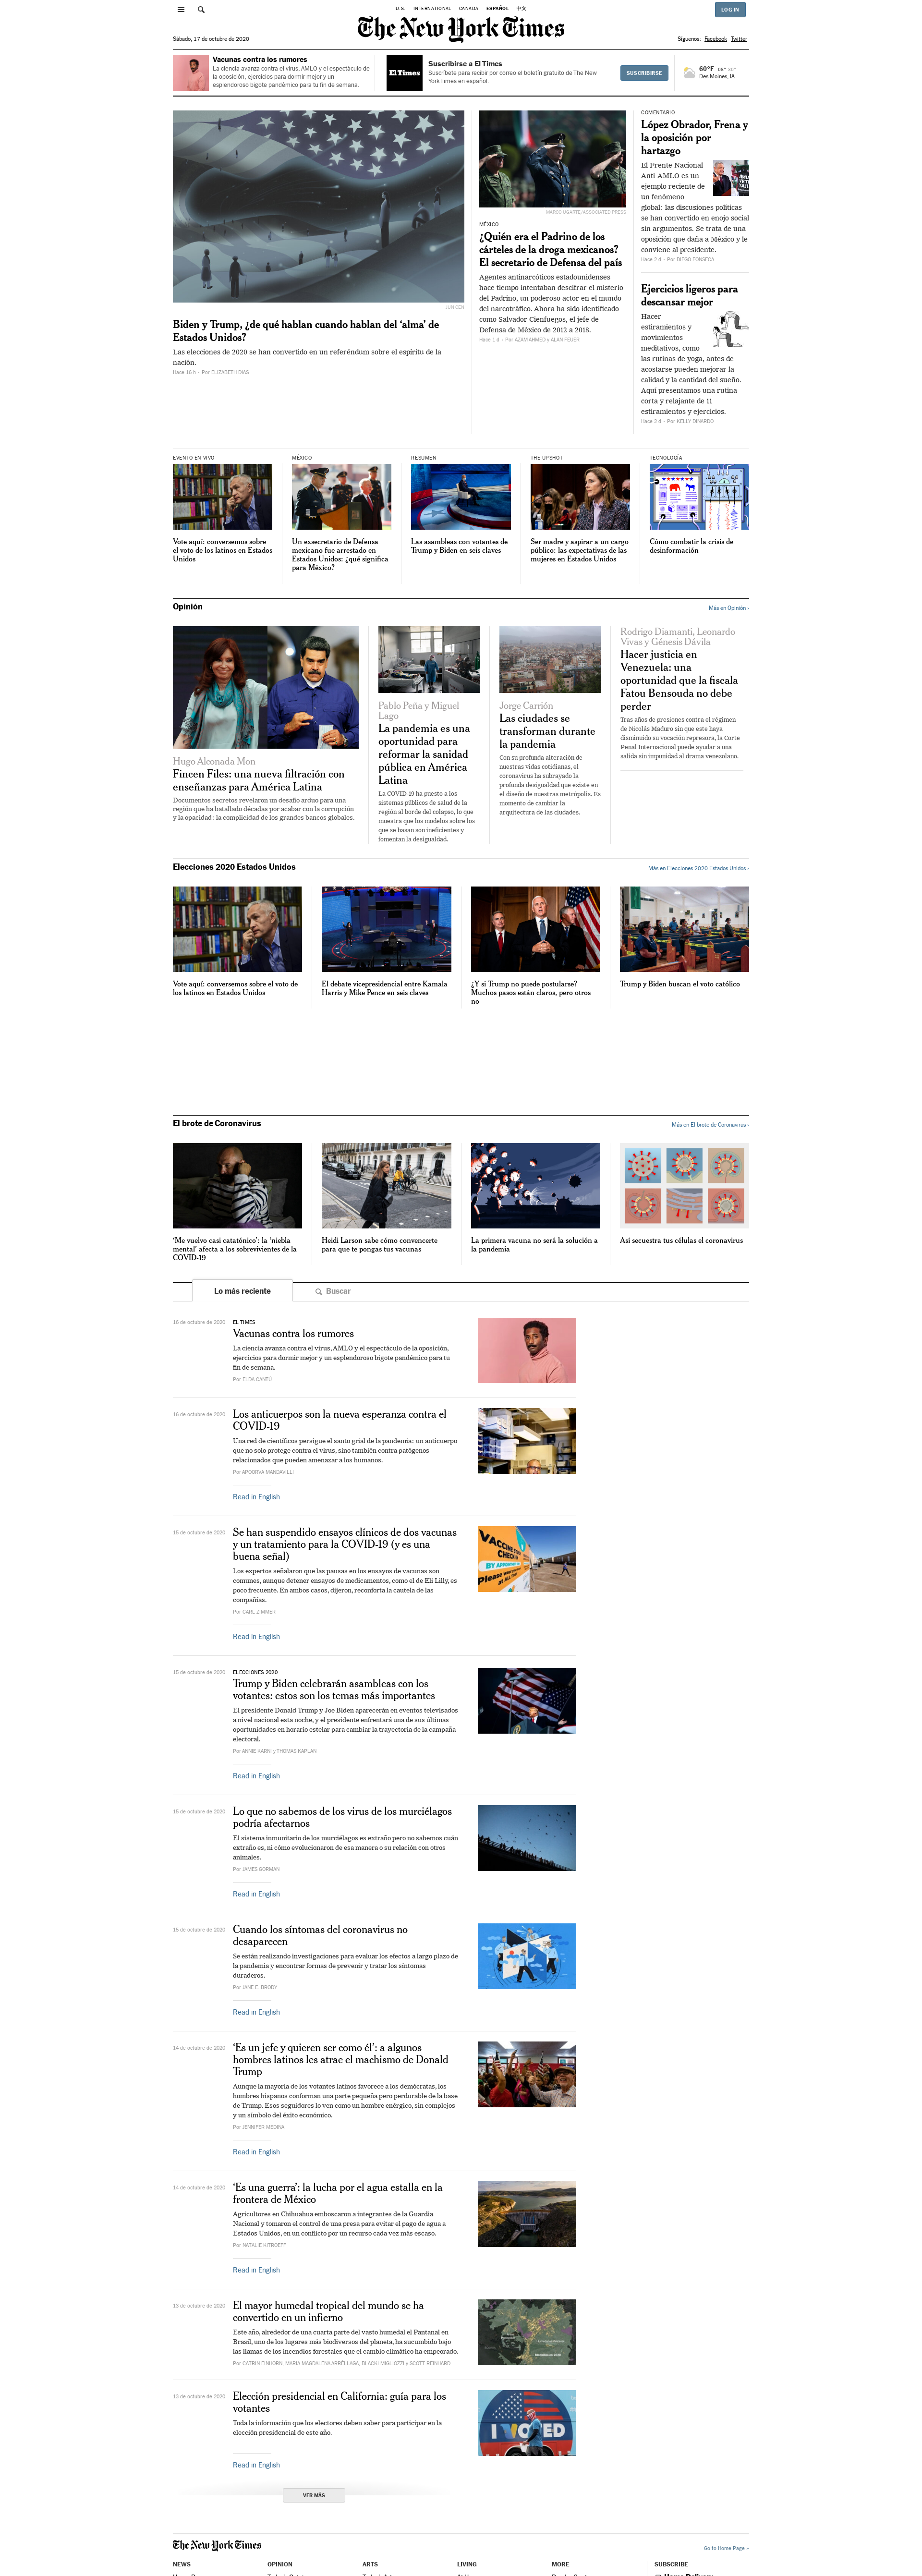 U.S. INTERNATIONAL CANADA ESPAÑOL 中文
LOG IN
The New York Times
Sábado, 17 de octubre de 2020
Síguenos: Facebook Twitter
Vacunas contra los rumores
La ciencia avanza contra el virus, AMLO y el espectáculo de
la oposición, ejercicios para dormir mejor y un
esplendoroso bigote pandémico para tu fin de semana.
El Times
Suscribirse a El Times
Suscríbete para recibir por correo el boletín gratuito de The New
York Times en español.
SUSCRIBIRSE
60°F
Des Moines, IA
JUN CEN
Biden y Trump, ¿de qué hablan cuando hablan del ‘alma’ de
Estados Unidos?
Las elecciones de 2020 se han convertido en un referéndum sobre el espíritu de la
nación.
Hace 16 h - Por ELIZABETH DIAS
MARCO UGARTE/ASSOCIATED PRESS
MÉXICO
¿Quién era el Padrino de los
cárteles de la droga mexicanos?
El secretario de Defensa del país
Agentes antinarcóticos estadounidenses
hace tiempo intentaban descifrar el misterio
del Padrino, un poderoso actor en el mundo
del narcotráfico. Ahora ha sido identificado
como Salvador Cienfuegos, el jefe de
Defensa de México de 2012 a 2018.
Hace 1 d - Por AZAM AHMED y ALAN FEUER
COMENTARIO
López Obrador, Frena y
la oposición por
hartazgo
El Frente Nacional
Anti-AMLO es un
ejemplo reciente de
un fenómeno
global: las discusiones políticas
se han convertido en enojo social
sin argumentos. Se trata de una
oposición que daña a México y le
conviene al presidente.
Hace 2 d - Por DIEGO FONSECA
Ejercicios ligeros para
descansar mejor
Hacer
estiramientos y
movimientos
meditativos, como
las rutinas de yoga, antes de
acostarse pueden mejorar la
calidad y la cantidad del sueño.
Aquí presentamos una rutina
corta y relajante de 11
estiramientos y ejercicios.
Hace 2 d - Por KELLY DINARDO
EVENTO EN VIVO
Vote aquí: conversemos sobre
el voto de los latinos en Estados
Unidos
MÉXICO
Un exsecretario de Defensa
mexicano fue arrestado en
Estados Unidos: ¿qué significa
para México?
RESUMEN
Las asambleas con votantes de
Trump y Biden en seis claves
THE UPSHOT
Ser madre y aspirar a un cargo
público: las expectativas de las
mujeres en Estados Unidos
TECNOLOGÍA
Cómo combatir la crisis de
desinformación
Opinión
Más en Opinión ›
Hugo Alconada Mon
Fincen Files: una nueva filtración con
enseñanzas para América Latina
Documentos secretos revelaron un desafío arduo para una
región que ha batallado décadas por acabar con la corrupción
y la opacidad: la complicidad de los grandes bancos globales.
Pablo Peña y Miguel
Lago
La pandemia es una
oportunidad para
reformar la sanidad
pública en América
Latina
La COVID-19 ha puesto a los
sistemas públicos de salud de la
región al borde del colapso, lo que
muestra que los modelos sobre los
que se basan son ineficientes y
fomentan la desigualdad.
Jorge Carrión
Las ciudades se
transforman durante
la pandemia
Con su profunda alteración de
nuestras vidas cotidianas, el
coronavirus ha subrayado la
profunda desigualdad que existe en
el diseño de nuestras metrópolis. Es
momento de cambiar la
arquitectura de las ciudades.
Rodrigo Diamanti, Leonardo
Vivas y Génesis Dávila
Hacer justicia en
Venezuela: una
oportunidad que la fiscala
Fatou Bensouda no debe
perder
Tras años de presiones contra el régimen
de Nicolás Maduro sin que este haya
disminuido su vocación represora, la Corte
Penal Internacional puede ayudar a una
salida sin impunidad al drama venezolano.
Elecciones 2020 Estados Unidos
Más en Elecciones 2020 Estados Unidos ›
Vote aquí: conversemos sobre el voto de
los latinos en Estados Unidos
El debate vicepresidencial entre Kamala
Harris y Mike Pence en seis claves
¿Y si Trump no puede postularse?
Muchos pasos están claros, pero otros
no
Trump y Biden buscan el voto católico
El brote de Coronavirus
Más en El brote de Coronavirus ›
‘Me vuelvo casi catatónico’: la ‘niebla
mental’ afecta a los sobrevivientes de la
COVID-19
Heidi Larson sabe cómo convencerte
para que te pongas tus vacunas
La primera vacuna no será la solución a
la pandemia
Así secuestra tus células el coronavirus
Lo más reciente
Buscar
16 de octubre de 2020
EL TIMES
Vacunas contra los rumores
La ciencia avanza contra el virus, AMLO y el espectáculo de la oposición,
ejercicios para dormir mejor y un esplendoroso bigote pandémico para tu
fin de semana.
Por ELDA CANTÚ
16 de octubre de 2020
Los anticuerpos son la nueva esperanza contra el
COVID-19
Una red de científicos persigue el santo grial de la pandemia: un anticuerpo
que no solo protege contra el virus, sino también contra patógenos
relacionados que pueden amenazar a los humanos.
Por APOORVA MANDAVILLI
Read in English
15 de octubre de 2020
Se han suspendido ensayos clínicos de dos vacunas
y un tratamiento para la COVID-19 (y es una
buena señal)
Los expertos señalaron que las pausas en los ensayos de vacunas son
comunes, aunque detener ensayos de medicamentos, como el de Eli Lilly, es
poco frecuente. En ambos casos, dijeron, reconforta la cautela de las
compañías.
Por CARL ZIMMER
Read in English
15 de octubre de 2020
ELECCIONES 2020
Trump y Biden celebrarán asambleas con los
votantes: estos son los temas más importantes
El presidente Donald Trump y Joe Biden aparecerán en eventos televisados
a nivel nacional esta noche, y el presidente enfrentará una de sus últimas
oportunidades en horario estelar para cambiar la trayectoria de la campaña
electoral.
Por ANNIE KARNI y THOMAS KAPLAN
Read in English
15 de octubre de 2020
Lo que no sabemos de los virus de los murciélagos
podría afectarnos
El sistema inmunitario de los murciélagos es extraño pero no sabemos cuán
extraño es, ni cómo evolucionaron de esa manera o su relación con otros
animales.
Por JAMES GORMAN
Read in English
15 de octubre de 2020
Cuando los síntomas del coronavirus no
desaparecen
Se están realizando investigaciones para evaluar los efectos a largo plazo de
la pandemia y encontrar formas de prevenir y tratar los síntomas
duraderos.
Por JANE E. BRODY
Read in English
14 de octubre de 2020
‘Es un jefe y quieren ser como él’: a algunos
hombres latinos les atrae el machismo de Donald
Trump
Aunque la mayoría de los votantes latinos favorece a los demócratas, los
hombres hispanos conforman una parte pequeña pero perdurable de la base
de Trump. Esos seguidores lo ven como un hombre enérgico, sin complejos
y un símbolo del éxito económico.
Por JENNIFER MEDINA
Read in English
14 de octubre de 2020
‘Es una guerra’: la lucha por el agua estalla en la
frontera de México
Agricultores en Chihuahua emboscaron a integrantes de la Guardia
Nacional y tomaron el control de una presa para evitar el pago de agua a
Estados Unidos, en un conflicto por un recurso cada vez más escaso.
Por NATALIE KITROEFF
Read in English
13 de octubre de 2020
El mayor humedal tropical del mundo se ha
convertido en un infierno
Este año, alrededor de una cuarta parte del vasto humedal el Pantanal en
Brasil, uno de los lugares más biodiversos del planeta, ha sucumbido bajo
las llamas de los incendios forestales que el cambio climático ha empeorado.
Por CATRIN EINHORN, MARIA MAGDALENA ARRÉLLAGA, BLACKI MIGLIOZZI y SCOTT REINHARD
13 de octubre de 2020
Elección presidencial en California: guía para los
votantes
Toda la información que los electores deben saber para participar en la
elección presidencial de este año.
I VOTED
Read in English
VER MÁS
The New York Times
Go to Home Page »
NEWS OPINION ARTS LIVING MORE SUBSCRIBE